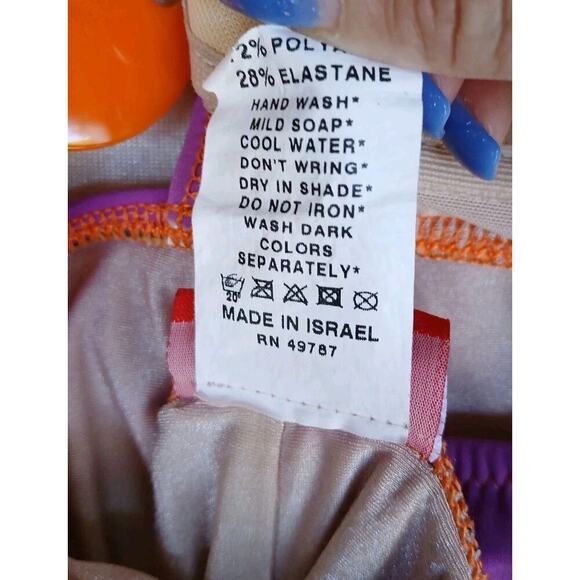 28% ELASTANE
HAND WASH*
MILD SOAP*
COOL WATER*
DON'T WRING*
DRY IN SHADE*
DO NOT IRON*
WASH DARK
COLORS
SEPARATELY*
20°
MADE IN ISRAEL
RN 49787